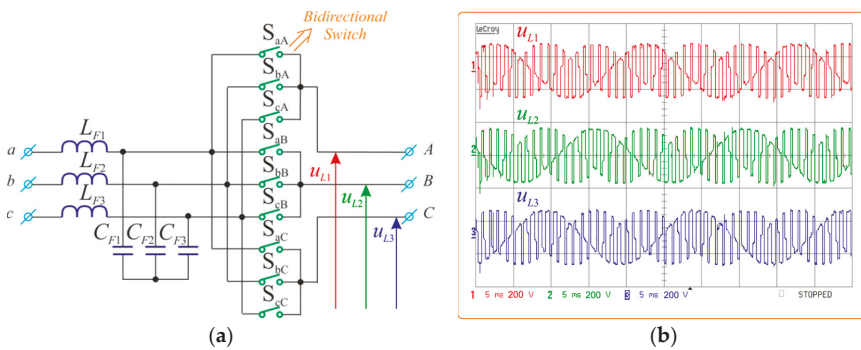 Bidirectional
Switch
S_aA
S_bA
S_cA
S_aB
S_bB
S_cB
S_aC
S_bC
S_cC
L_F1
L_F2
L_F3
a
b
c
C_F1 C_F2 C_F3
A
B
C
u_L1
u_L2
u_L3
(a)
LeCroy
u_L1
1
u_L2
2
u_L3
3
1 5 ms 200 V 2 5 ms 200 V 3 5 ms 200 V STOPPED
(b)